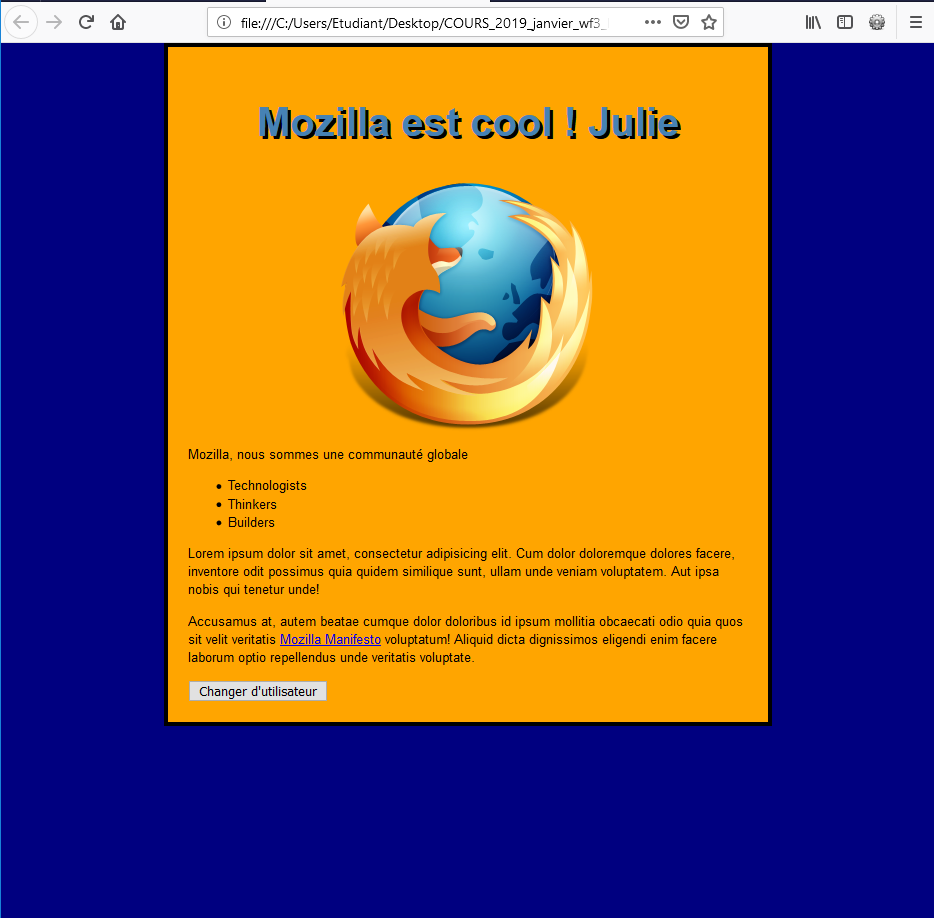 file:///C:/Users/Etudiant/Desktop/COURS_2019_janvier_wf3_
Mozilla est cool ! Julie
Mozilla, nous sommes une communauté globale
• Technologists
• Thinkers
• Builders
Lorem ipsum dolor sit amet, consectetur adipisicing elit. Cum dolor doloremque dolores facere,
inventore odit possimus quia quidem similique sunt, ullam unde veniam voluptatem. Aut ipsa
nobis qui tenetur unde!
Accusamus at, autem beatae cumque dolor doloribus id ipsum mollitia obcaecati odio quia quos
sit velit veritatis Mozilla Manifesto voluptatum! Aliquid dicta dignissimos eligendi enim facere
laborum optio repellendus unde veritatis voluptate.
Changer d'utilisateur